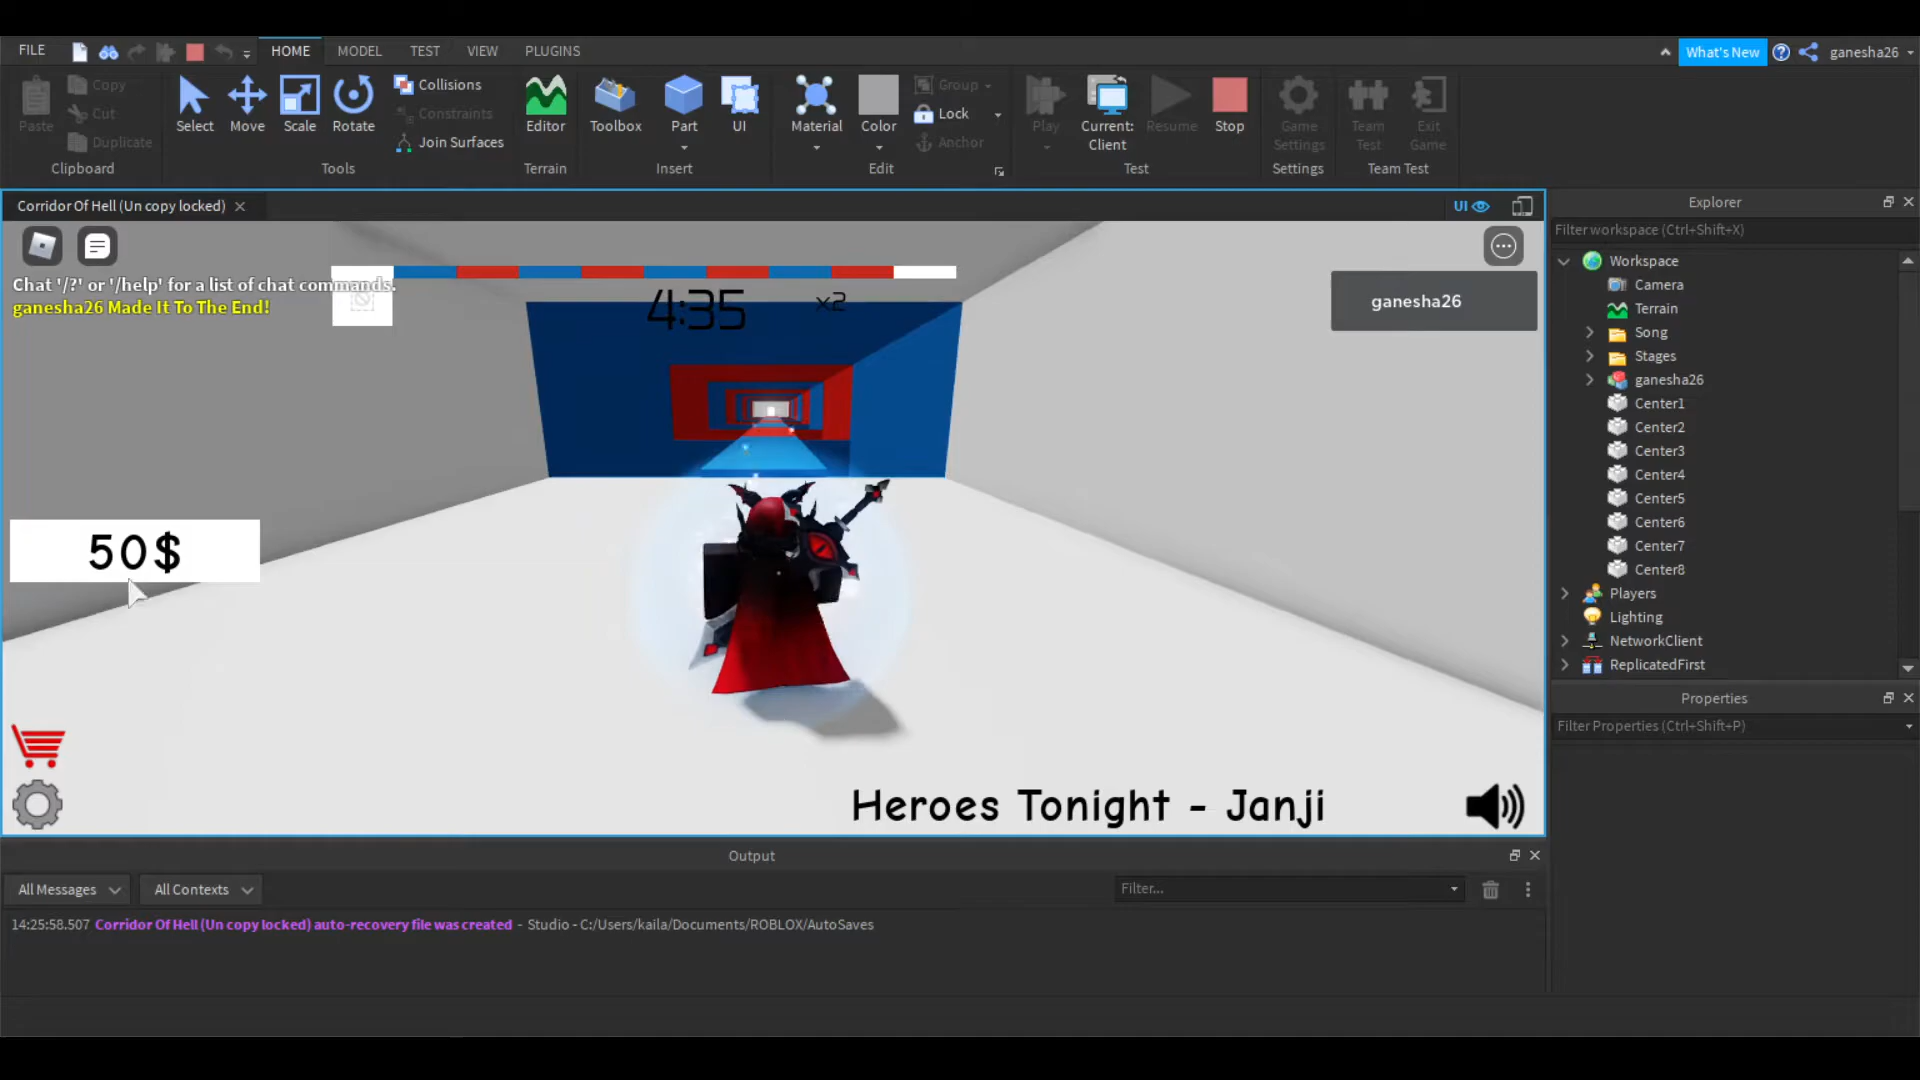 FILE
HOME
MODEL
TEST
VIEW
PLUGINS
What's New
ganesha26
Paste
Copy
Cut
Duplicate
Clipboard
Select
Move
Scale
Rotate
Collisions
Constraints
Join Surfaces
Tools
Editor
Terrain
Toolbox
Part
UI
Insert
Material
Color
Group
Lock
Anchor
Edit
Play
Current:
Client
Resume
Stop
Test
Game
Settings
Settings
Team
Test
Exit
Game
Team Test
Corridor Of Hell (Un copy locked)
UI
Chat '/?' or '/help' for a list of chat commands.
ganesha26 Made It To The End!
4:35
x2
ganesha26
50$
Heroes Tonight - Janji
Explorer
Filter workspace (Ctrl+Shift+X)
Workspace
Camera
Terrain
Song
Stages
ganesha26
Center1
Center2
Center3
Center4
Center5
Center6
Center7
Center8
Players
Lighting
NetworkClient
ReplicatedFirst
Properties
Filter Properties (Ctrl+Shift+P)
Output
All Messages
All Contexts
Filter...
14:25:58.507 Corridor Of Hell (Un copy locked) auto-recovery file was created - Studio - C:/Users/kaila/Documents/ROBLOX/AutoSaves